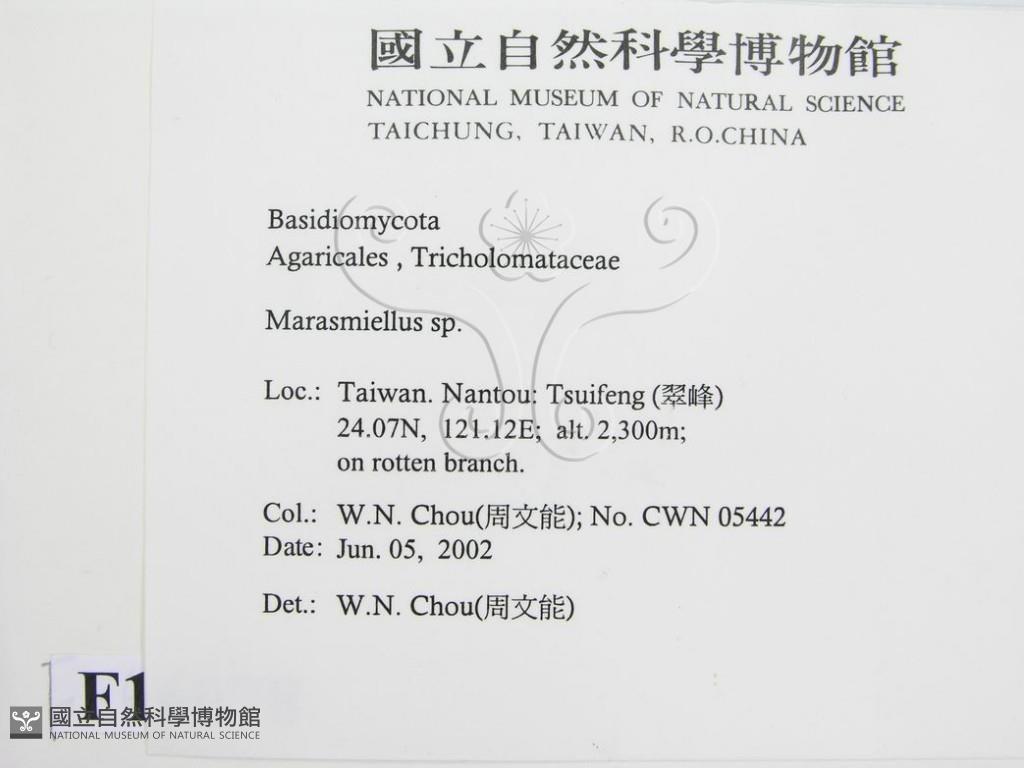 國立自然科學博物館
NATIONAL MUSEUM OF NATURAL SCIENCE
TAICHUNG, TAIWAN, R.O.CHINA
Basidiomycota
Agaricales , Tricholomataceae
Marasmiellus sp.
Loc.: Taiwan. Nantou: Tsuifeng (翠峰)
24.07N, 121.12E; alt. 2,300m;
on rotten branch.
Col.: W.N. Chou(周文能); No. CWN 05442
Date: Jun. 05, 2002
Det.: W.N. Chou(周文能)
F1
國立自然科學博物館
NATIONAL MUSEUM OF NATURAL SCIENCE